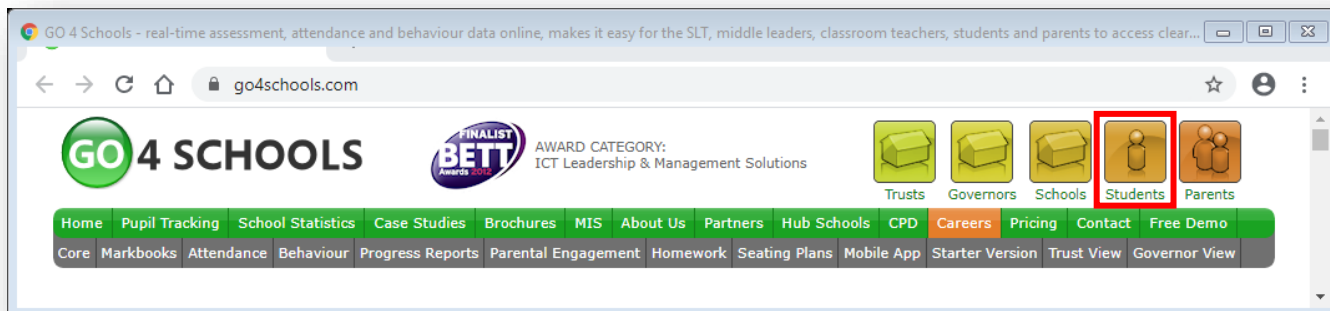 GO 4 Schools - real-time assessment, attendance and behaviour data online, makes it easy for the SLT, middle leaders, classroom teachers, students and parents to access clear...
go4schools.com
GO 4 SCHOOLS
FINALIST
BETT
Awards 2012
AWARD CATEGORY:
ICT Leadership & Management Solutions
Trusts Governors Schools Students Parents
Home Pupil Tracking School Statistics Case Studies Brochures MIS About Us Partners Hub Schools CPD Careers Pricing Contact Free Demo
Core Markbooks Attendance Behaviour Progress Reports Parental Engagement Homework Seating Plans Mobile App Starter Version Trust View Governor View